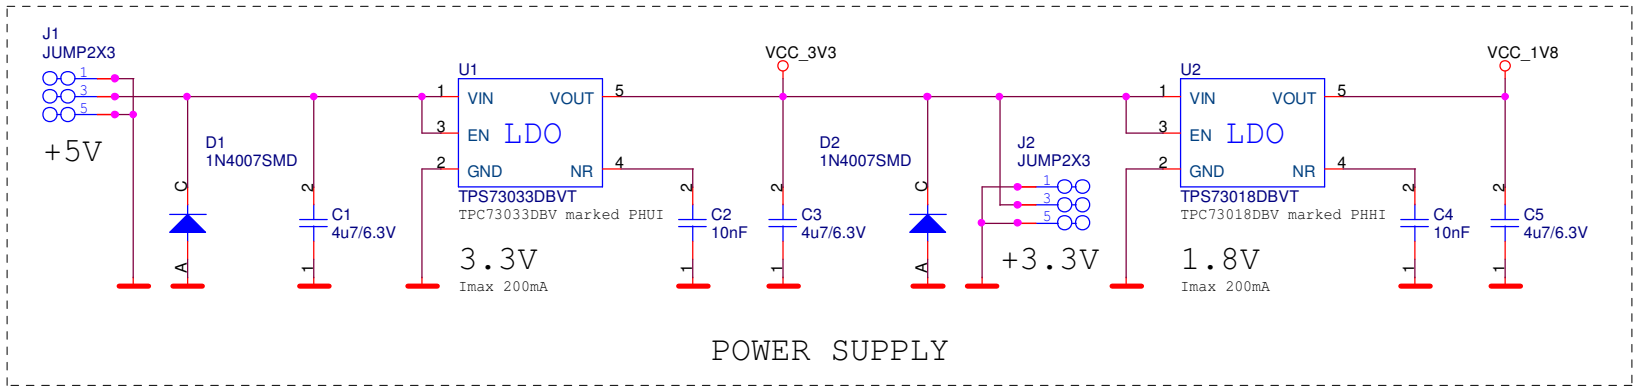 J1
JUMP2X3
1
3
5
+5V
D1
1N4007SMD
C
A
2
C1
4u7/6.3V
1
U1
1 VIN VOUT 5
3 EN LDO
2 GND NR 4
TPS73033DBVT
TPC73033DBV marked PHUI
3.3V
Imax 200mA
2
C2
10nF
1
VCC_3V3
2
C3
4u7/6.3V
1
D2
1N4007SMD
C
A
J2
JUMP2X3
1
3
5
+3.3V
U2
1 VIN VOUT 5
3 EN LDO
2 GND NR 4
TPS73018DBVT
TPC73018DBV marked PHHI
1.8V
Imax 200mA
2
C4
10nF
1
VCC_1V8
2
C5
4u7/6.3V
1
POWER SUPPLY